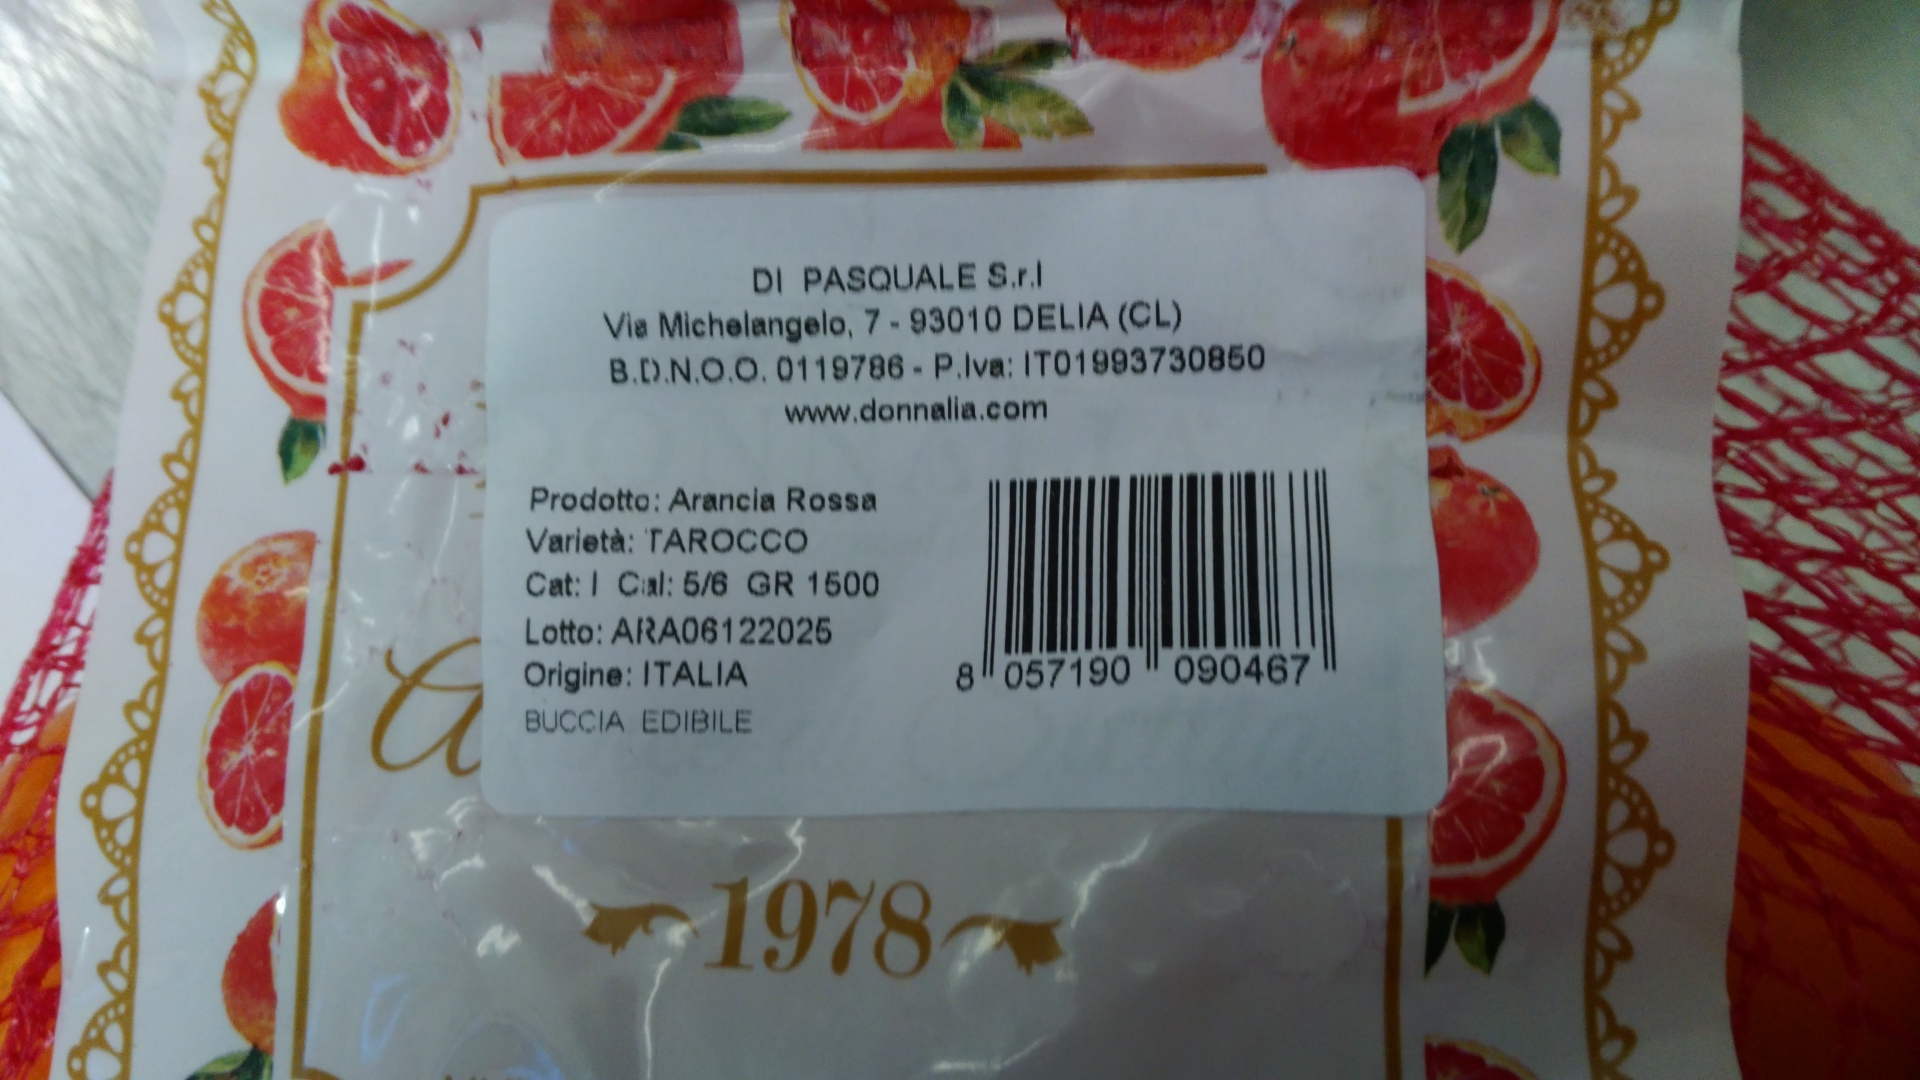 DI PASQUALE S.r.l
Via Michelangelo, 7 - 93010 DELIA (CL)
B.D.N.O.O. 0119786 - P.Iva: IT01993730850
www.donnalia.com
Prodotto: Arancia Rossa
Varietà: TAROCCO
Cat: I Cal: 5/6 GR 1500
Lotto: ARA06122025
Origine: ITALIA
BUCCIA EDIBILE
8 057190 090467
1978